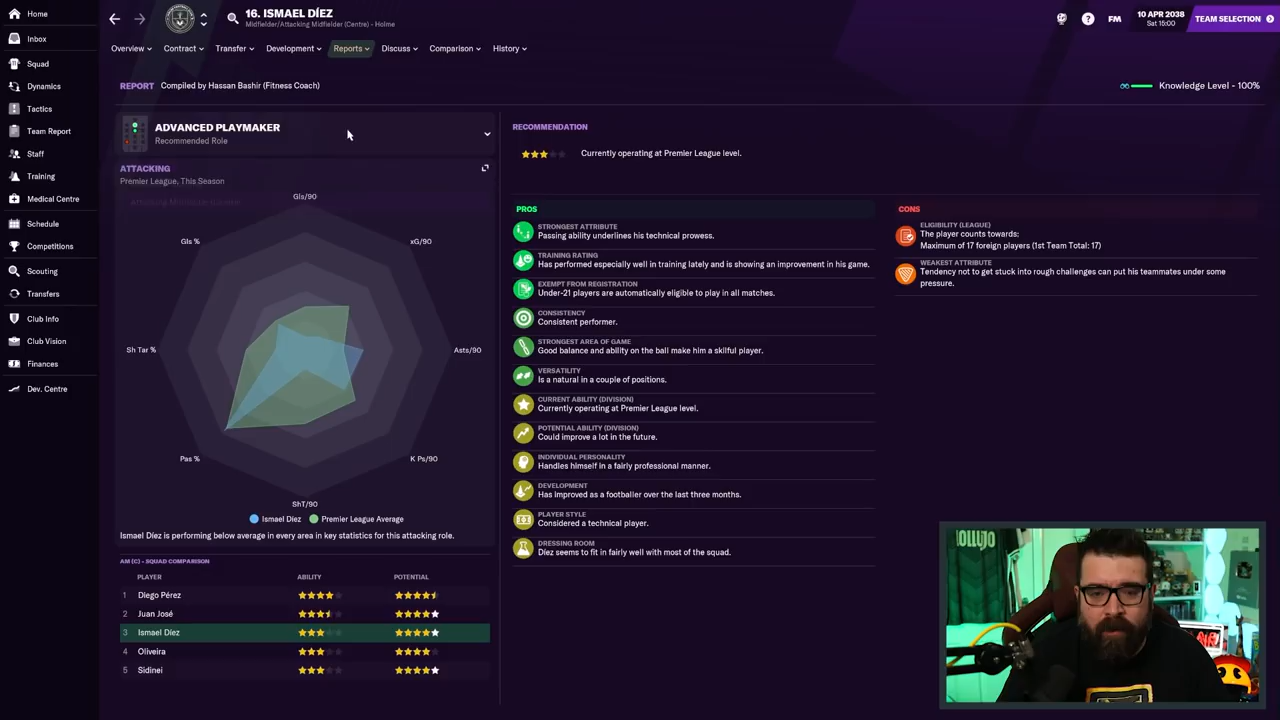 Home
Inbox
Squad
Dynamics
Tactics
Team Report
Staff
Training
Medical Centre
Schedule
Competitions
Scouting
Transfers
Club Info
Club Vision
Finances
Dev. Centre
16. ISMAEL DÍEZ
Midfielder/Attacking Midfielder (Centre) - Holme
FM
10 APR 2038
Sat 15:00
TEAM SELECTION
Overview
Contract
Transfer
Development
Reports
Discuss
Comparison
History
REPORT Compiled by Hassan Bashir (Fitness Coach)
Knowledge Level - 100%
ADVANCED PLAYMAKER
Recommended Role
ATTACKING
Premier League, This Season
Gls/90
xG/90
Asts/90
K Ps/90
ShT/90
Pas %
Sh Tar %
Gls %
Ismael Díez
Premier League Average
Ismael Díez is performing below average in every area in key statistics for this attacking role.
AM (C) - SQUAD COMPARISON
PLAYER ABILITY POTENTIAL
1 Diego Pérez
2 Juan José
3 Ismael Díez
4 Oliveira
5 Sidinei
RECOMMENDATION
Currently operating at Premier League level.
PROS
STRONGEST ATTRIBUTE
Passing ability underlines his technical prowess.
TRAINING RATING
Has performed especially well in training lately and is showing an improvement in his game.
EXEMPT FROM REGISTRATION
Under-21 players are automatically eligible to play in all matches.
CONSISTENCY
Consistent performer.
STRONGEST AREA OF GAME
Good balance and ability on the ball make him a skilful player.
VERSATILITY
Is a natural in a couple of positions.
CURRENT ABILITY (DIVISION)
Currently operating at Premier League level.
POTENTIAL ABILITY (DIVISION)
Could improve a lot in the future.
INDIVIDUAL PERSONALITY
Handles himself in a fairly professional manner.
DEVELOPMENT
Has improved as a footballer over the last three months.
PLAYER STYLE
Considered a technical player.
DRESSING ROOM
Díez seems to fit in fairly well with most of the squad.
CONS
ELIGIBILITY (LEAGUE)
The player counts towards:
Maximum of 17 foreign players (1st Team Total: 17)
WEAKEST ATTRIBUTE
Tendency not to get stuck into rough challenges can put his teammates under some
pressure.